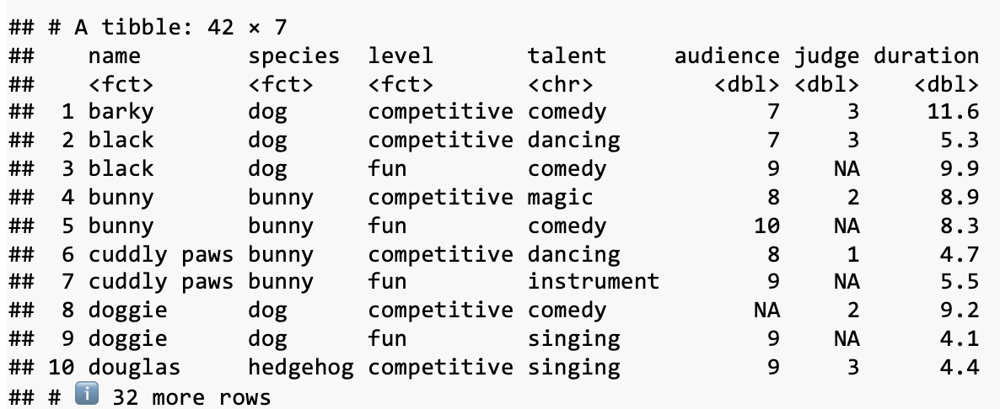 ## # A tibble: 42 × 7
##    name        species  level       talent     audience judge duration
##    <fct>       <fct>    <fct>       <chr>         <dbl> <dbl>    <dbl>
##  1 barky       dog      competitive comedy            7     3     11.6
##  2 black       dog      competitive dancing           7     3      5.3
##  3 black       dog      fun         comedy            9    NA      9.9
##  4 bunny       bunny    competitive magic             8     2      8.9
##  5 bunny       bunny    fun         comedy           10    NA      8.3
##  6 cuddly paws bunny    competitive dancing           8     1      4.7
##  7 cuddly paws bunny    fun         instrument        9    NA      5.5
##  8 doggie      dog      competitive comedy           NA     2      9.2
##  9 doggie      dog      fun         singing           9    NA      4.1
## 10 douglas     hedgehog competitive singing           9     3      4.4
## # ℹ️ 32 more rows